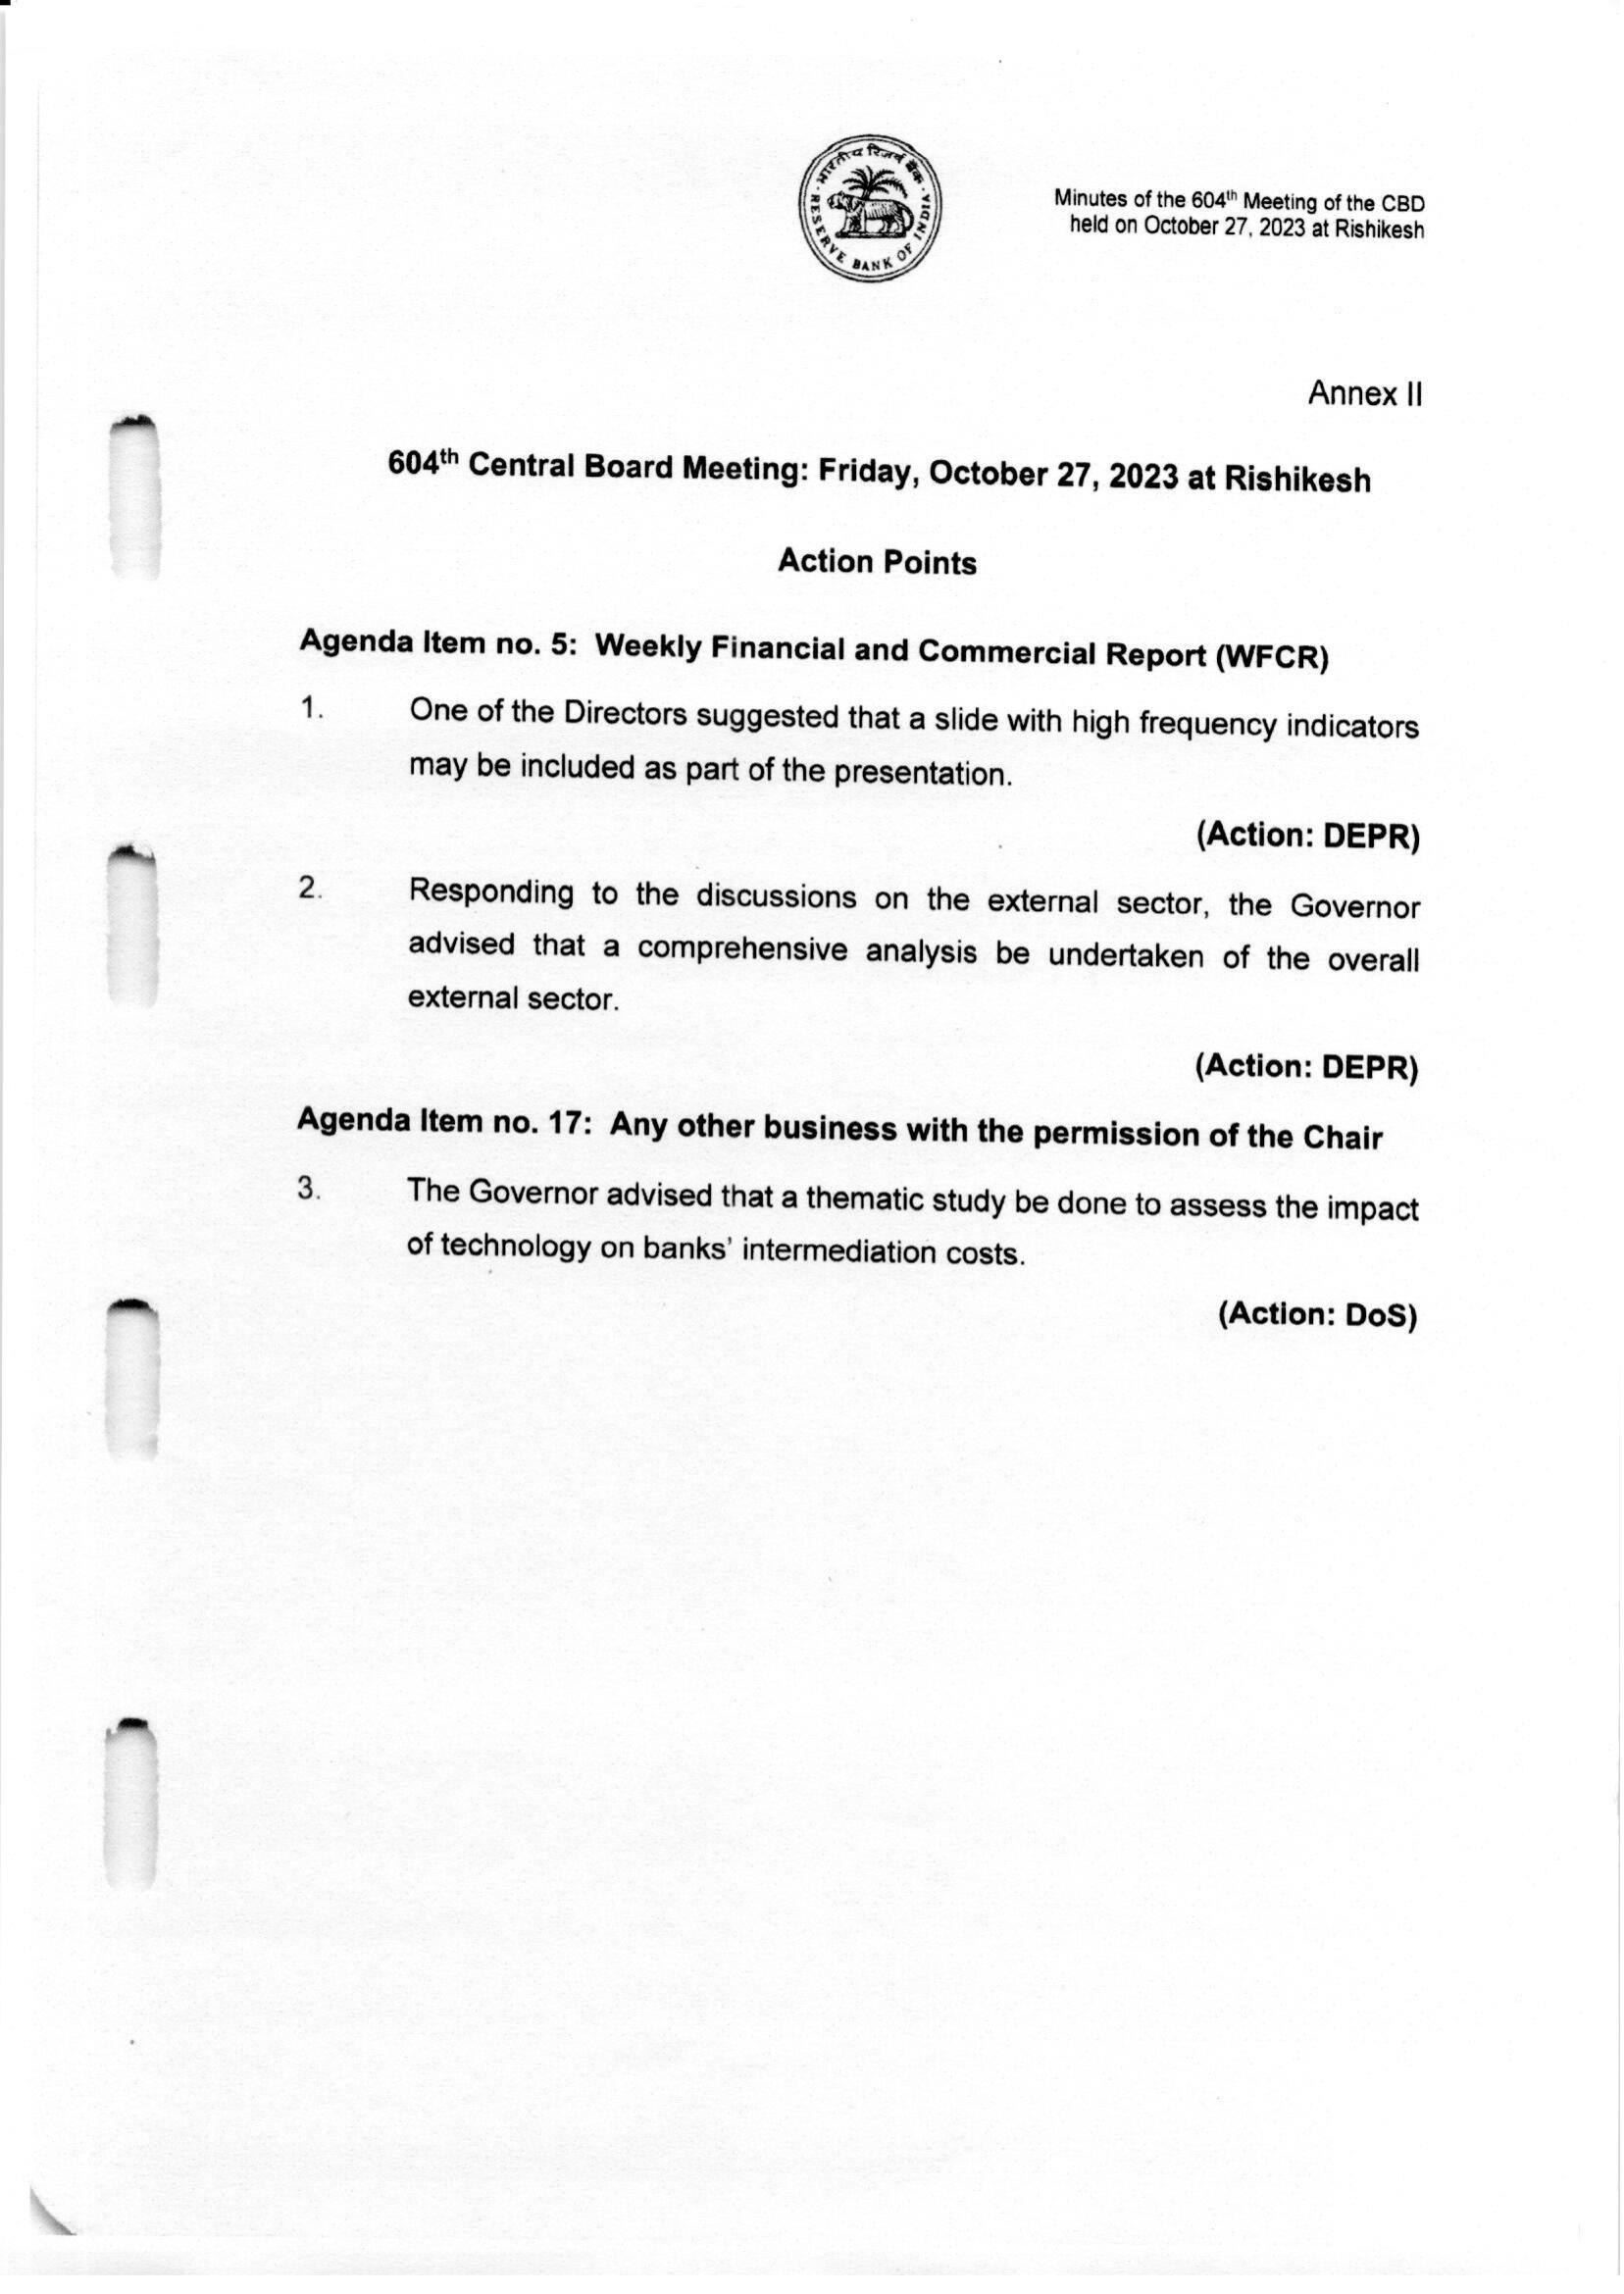 भारतीय रिज़र्व बैंक
RESERVE BANK OF INDIA
Minutes of the 604th Meeting of the CBD
held on October 27, 2023 at Rishikesh
Annex II
604th Central Board Meeting: Friday, October 27, 2023 at Rishikesh
Action Points
Agenda Item no. 5: Weekly Financial and Commercial Report (WFCR)
1. One of the Directors suggested that a slide with high frequency indicators
may be included as part of the presentation.
(Action: DEPR)
2. Responding to the discussions on the external sector, the Governor
advised that a comprehensive analysis be undertaken of the overall
external sector.
(Action: DEPR)
Agenda Item no. 17: Any other business with the permission of the Chair
3. The Governor advised that a thematic study be done to assess the impact
of technology on banks' intermediation costs.
(Action: DoS)